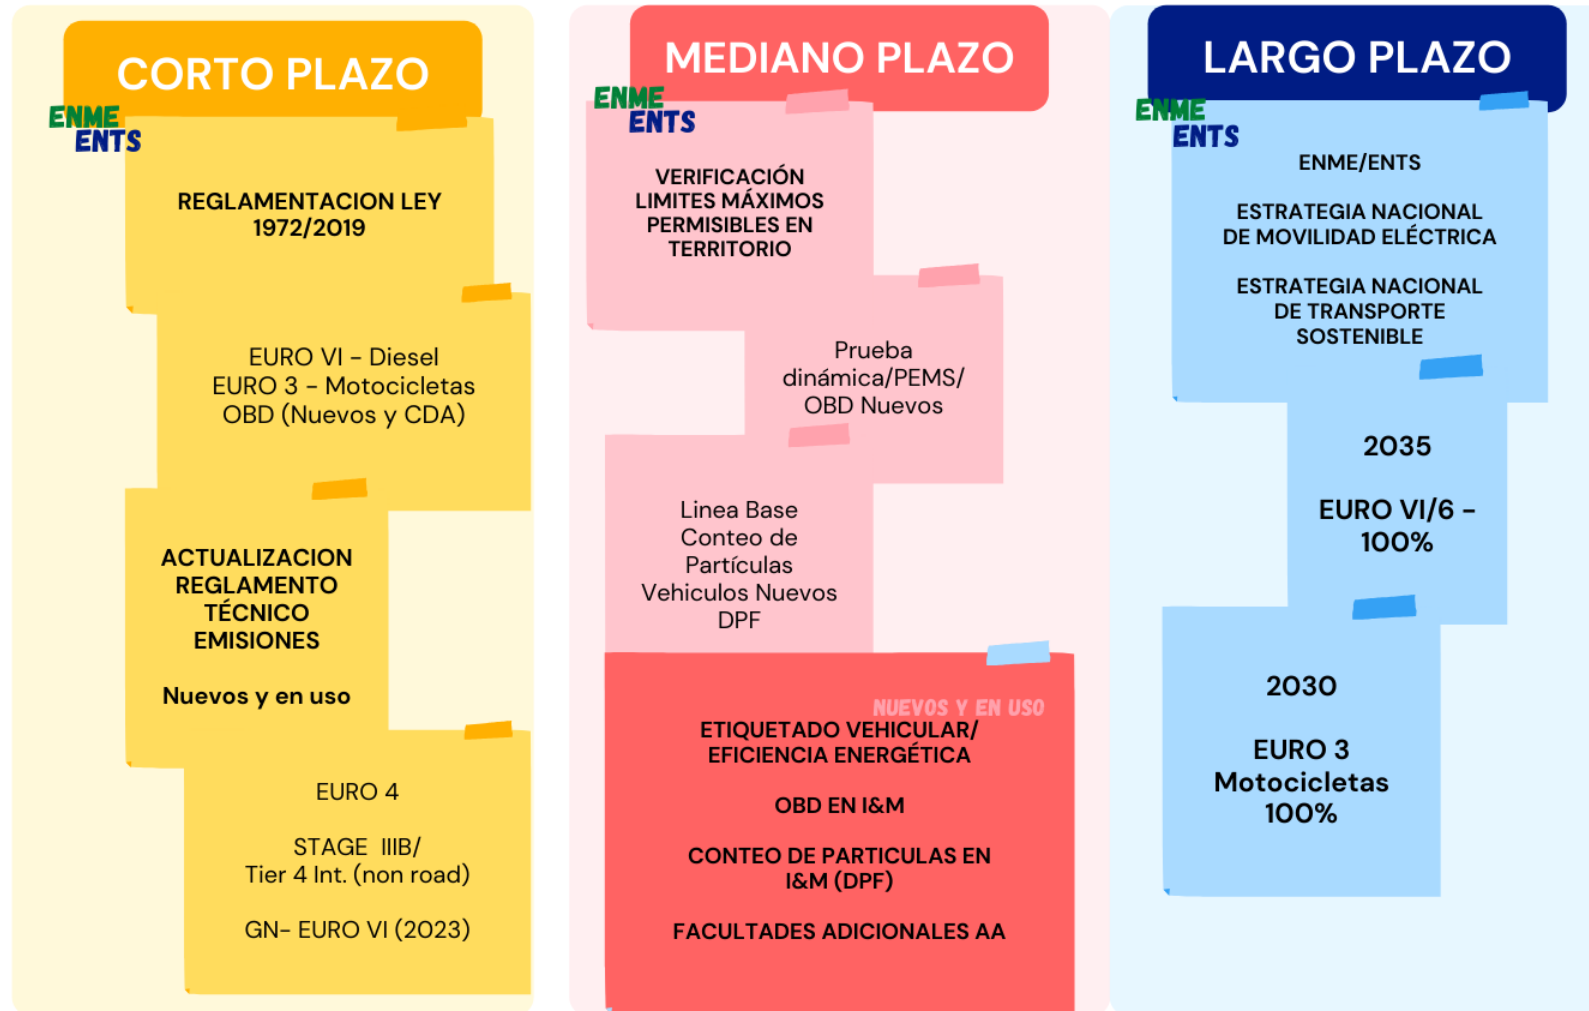 CORTO PLAZO
ENME
ENTS
REGLAMENTACION LEY
1972/2019
EURO VI - Diesel
EURO 3 - Motocicletas
OBD (Nuevos y CDA)
ACTUALIZACION
REGLAMENTO
TÉCNICO
EMISIONES
Nuevos y en uso
EURO 4
STAGE IIIB/
Tier 4 Int. (non road)
GN- EURO VI (2023)
MEDIANO PLAZO
ENME
ENTS
VERIFICACIÓN
LIMITES MÁXIMOS
PERMISIBLES EN
TERRITORIO
Prueba
dinámica/PEMS/
OBD Nuevos
Linea Base
Conteo de
Partículas
Vehiculos Nuevos
DPF
NUEVOS Y EN USO
ETIQUETADO VEHICULAR/
EFICIENCIA ENERGÉTICA
OBD EN I&M
CONTEO DE PARTICULAS EN
I&M (DPF)
FACULTADES ADICIONALES AA
LARGO PLAZO
ENME
ENTS
ENME/ENTS
ESTRATEGIA NACIONAL
DE MOVILIDAD ELÉCTRICA
ESTRATEGIA NACIONAL
DE TRANSPORTE
SOSTENIBLE
2035
EURO VI/6 -
100%
2030
EURO 3
Motocicletas
100%